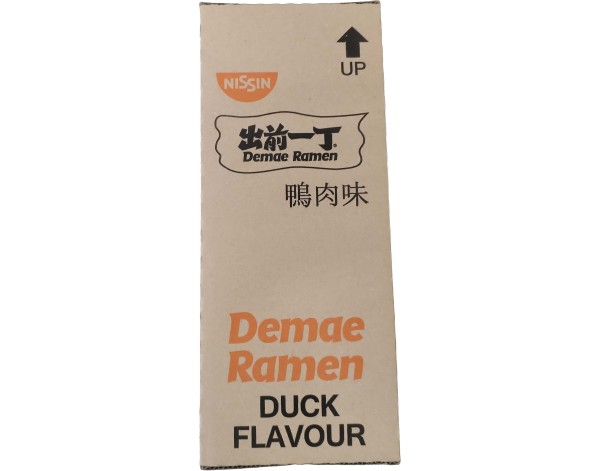 UP
NISSIN
出前一丁
Demae Ramen
鴨肉味
Demae
Ramen
DUCK
FLAVOUR